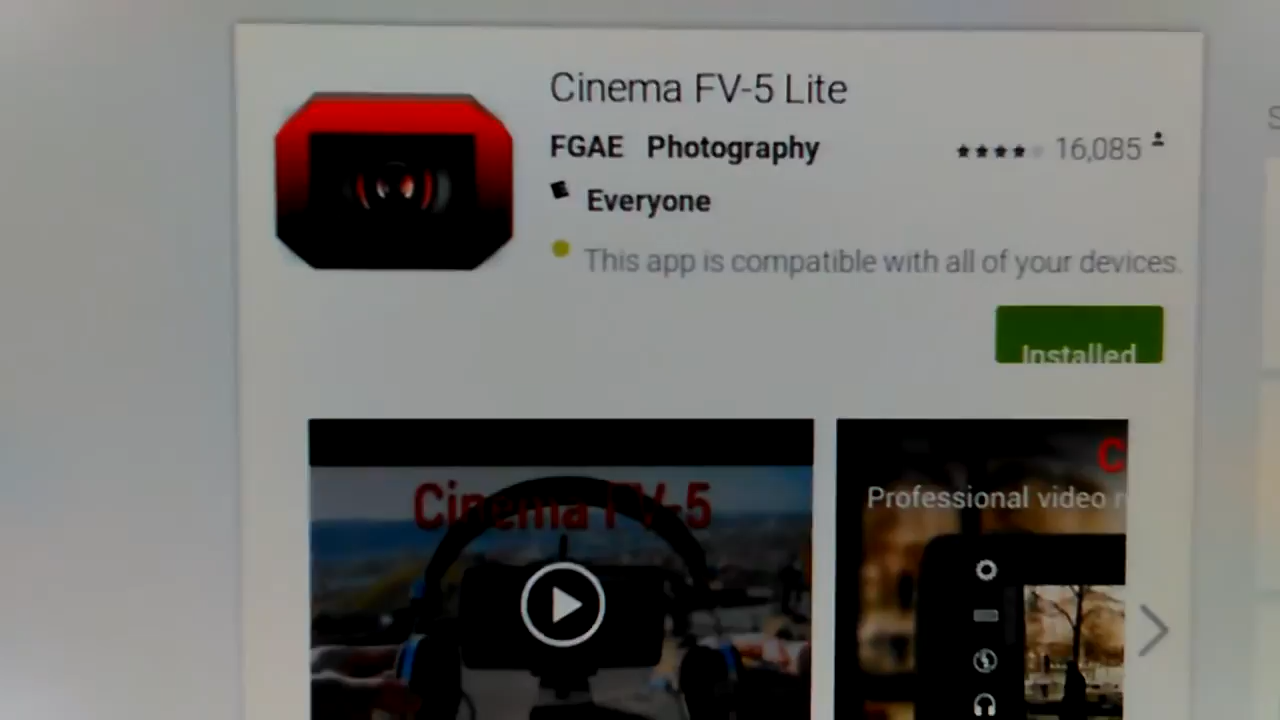 Cinema FV-5 Lite
FGAE Photography
16,085
Everyone
This app is compatible with all of your devices.
Installed
Cinema FV-5
C
Professional video